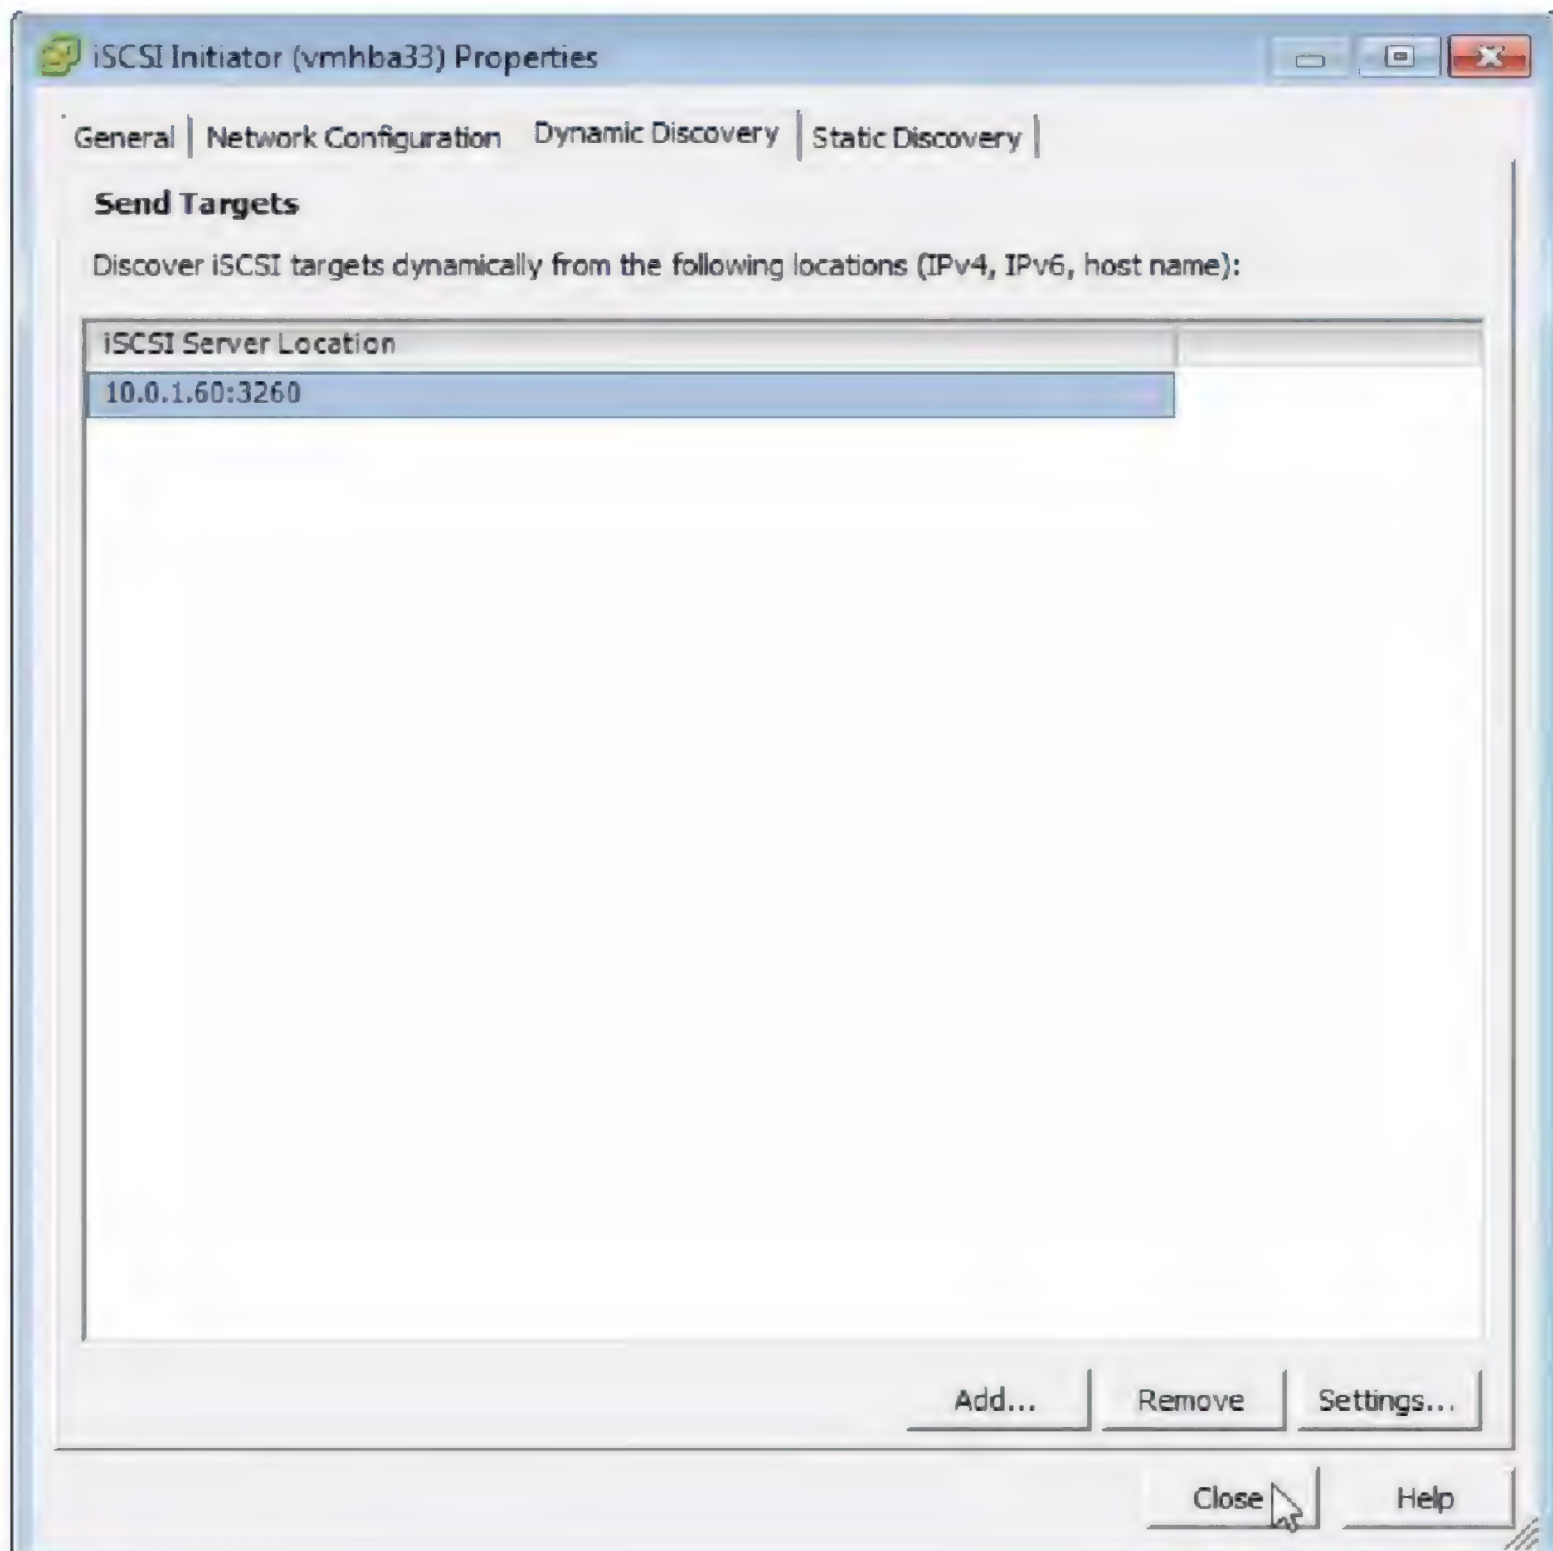 iSCSI Initiator (vmhba33) Properties
General Network Configuration Dynamic Discovery Static Discovery
Send Targets
Discover iSCSI targets dynamically from the following locations (IPv4, IPv6, host name):
iSCSI Server Location
10.0.1.60:3260
Add... Remove Settings...
Close Help